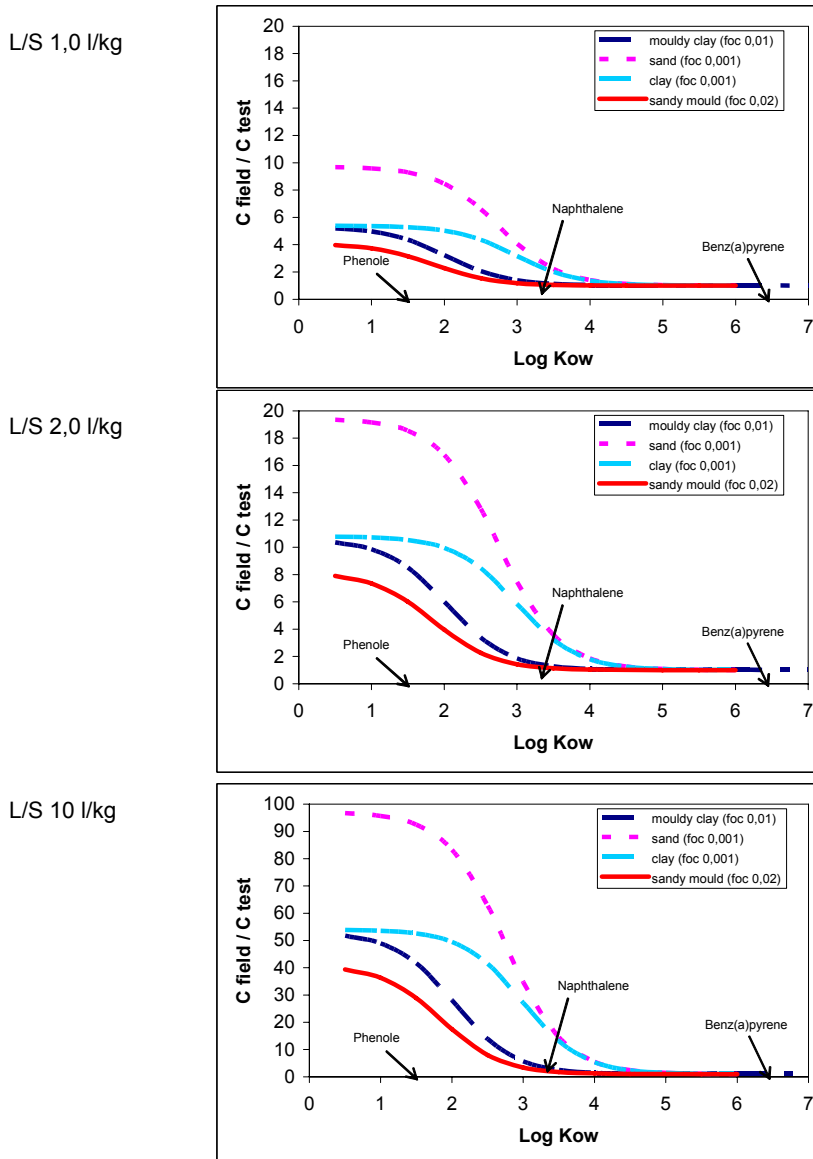 L/S 1,0 l/kg
20
18
16
14
12
10
8
6
4
2
0
C field / C test
mouldy clay (foc 0,01)
sand (foc 0,001)
clay (foc 0,001)
sandy mould (foc 0,02)
Phenole
Naphthalene
Benz(a)pyrene
0 1 2 3 4 5 6 7
Log Kow
L/S 2,0 l/kg
20
18
16
14
12
10
8
6
4
2
0
C field / C test
mouldy clay (foc 0,01)
sand (foc 0,001)
clay (foc 0,001)
sandy mould (foc 0,02)
Phenole
Naphthalene
Benz(a)pyrene
0 1 2 3 4 5 6 7
Log Kow
L/S 10 l/kg
100
90
80
70
60
50
40
30
20
10
0
C field / C test
mouldy clay (foc 0,01)
sand (foc 0,001)
clay (foc 0,001)
sandy mould (foc 0,02)
Phenole
Naphthalene
Benz(a)pyrene
0 1 2 3 4 5 6 7
Log Kow